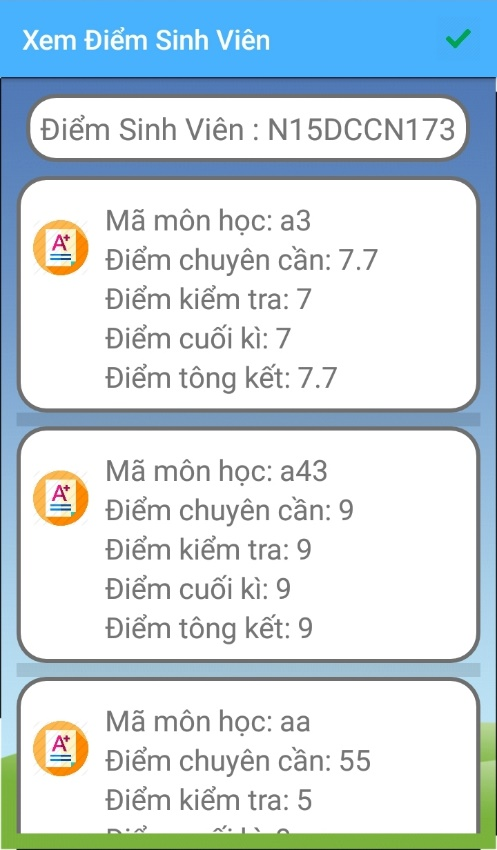 Xem Điểm Sinh Viên
Điểm Sinh Viên : N15DCCN173
Mã môn học: a3
Điểm chuyên cần: 7.7
Điểm kiểm tra: 7
Điểm cuối kì: 7
Điểm tông kết: 7.7
Mã môn học: a43
Điểm chuyên cần: 9
Điểm kiểm tra: 9
Điểm cuối kì: 9
Điểm tông kết: 9
Mã môn học: aa
Điểm chuyên cần: 55
Điểm kiểm tra: 5